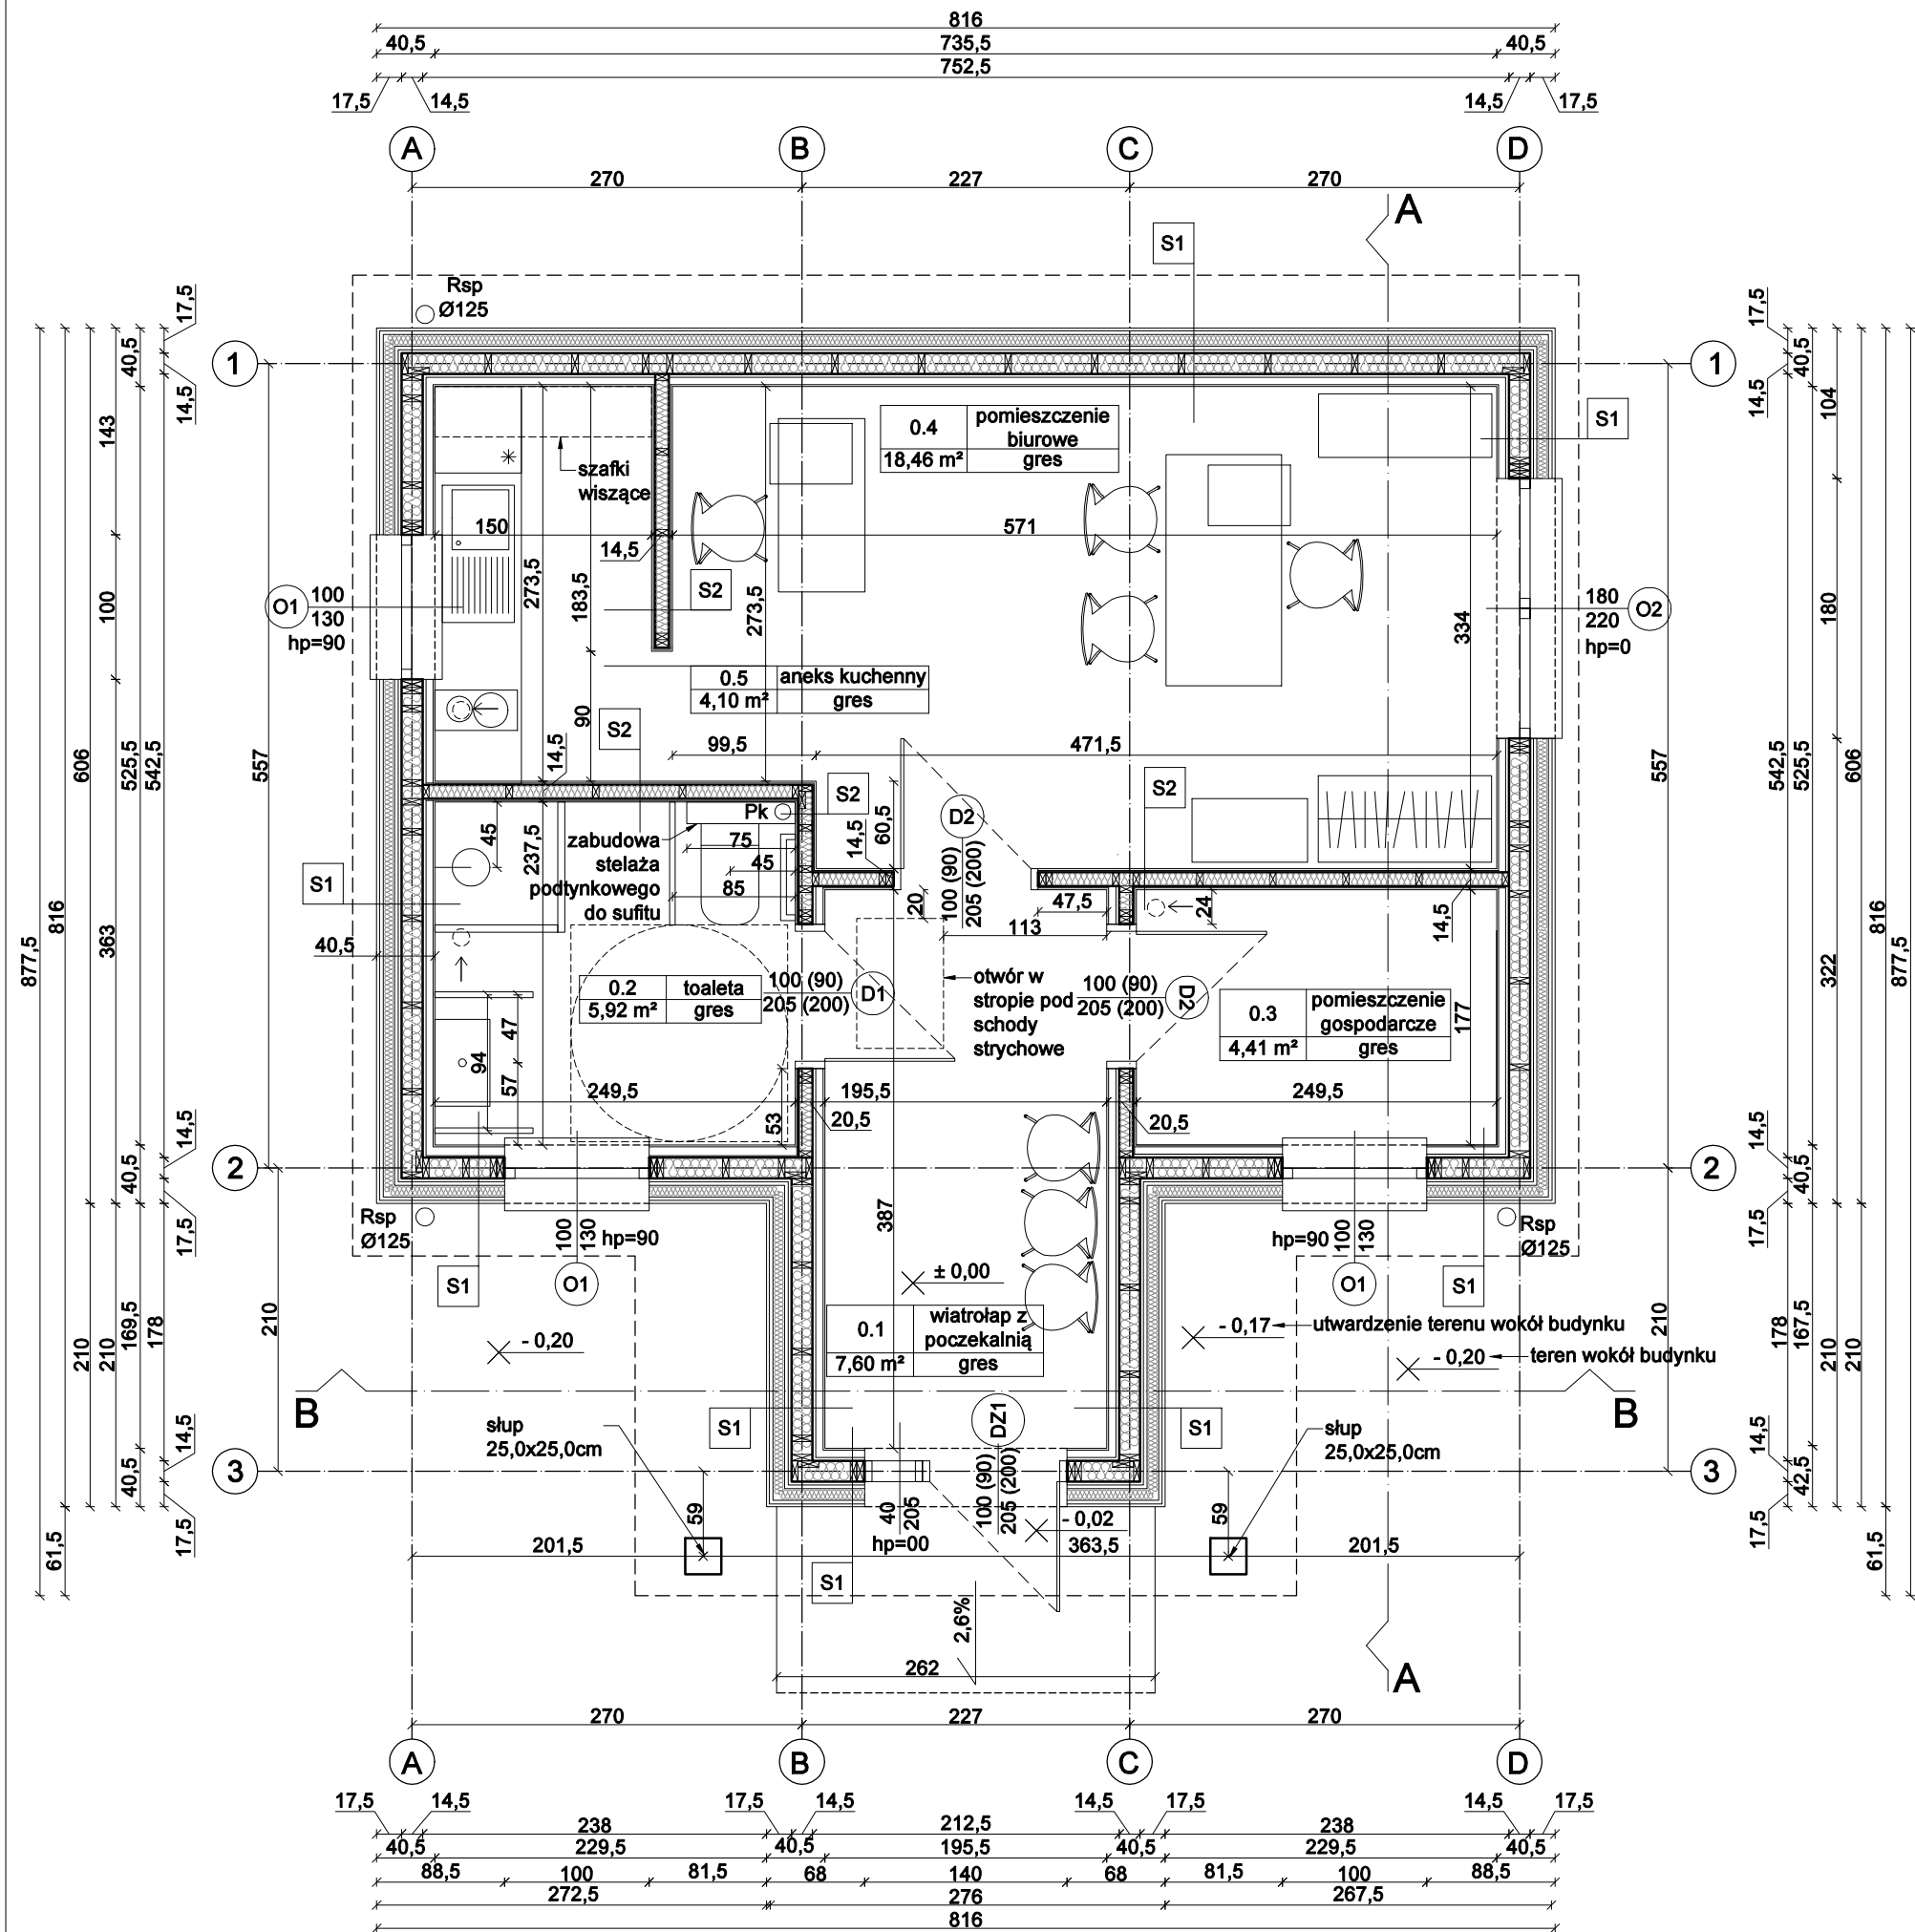 816
40,5 735,5 40,5
752,5
17,5 14,5 14,5 17,5
A B C D
270 227 270
A
S1
Rsp
Ø125
17,5
40,5
14,5
143
100
363
606
525,5
542,5
557
816
877,5
14,5
40,5
17,5
210
210
169,5
178
210
14,5
40,5
17,5
61,5
1
2
3
17,5
40,5
14,5
104
180
322
557
542,5
525,5
606
816
877,5
14,5
40,5
17,5
210
178
167,5
210
210
14,5
42,5
17,5
61,5
1
2
3
0.4 pomieszczenie
biurowe
18,46 m² gres
S1
szafki
wiszące
150
14,5
571
273,5
183,5
273,5
334
S2
O1 100
130
hp=90
180 O2
220
hp=0
0.5 aneks kuchenny
4,10 m² gres
S2
90
14,5
99,5
471,5
S2
S2
Pk
D2
100 (90)
205 (200)
60,5
14,5
45
237,5
zabudowa
stelaża
podtynkowego
do sufitu
75
45
85
S1
40,5
20
47,5
113
24
14,5
0.2 toaleta
5,92 m² gres
100 (90)
205 (200)
D1
otwór w
stropie pod
schody
strychowe
100 (90)
205 (200)
D2
0.3 pomieszczenie
gospodarcze
4,41 m² gres
177
94
47
57
249,5
195,5
249,5
53
20,5
20,5
387
Rsp
Ø125
100
130
hp=90
O1
S1
hp=90
100
130
O1
S1
Rsp
Ø125
± 0,00
0.1 wiatrołap z
poczekalnią
7,60 m² gres
- 0,20
- 0,17 utwardzenie terenu wokół budynku
- 0,20 teren wokół budynku
B B
słup
25,0x25,0cm
S1
DZ1
100 (90)
205 (200)
S1
słup
25,0x25,0cm
59
40
205
hp=00
- 0,02
59
201,5 363,5 201,5
S1
2,6%
262
A
270 227 270
A B C D
17,5 14,5 17,5 14,5 14,5 17,5 14,5 17,5
238 212,5 238
40,5 229,5 40,5 195,5 40,5 229,5 40,5
88,5 100 81,5 68 140 68 81,5 100 88,5
272,5 276 267,5
816